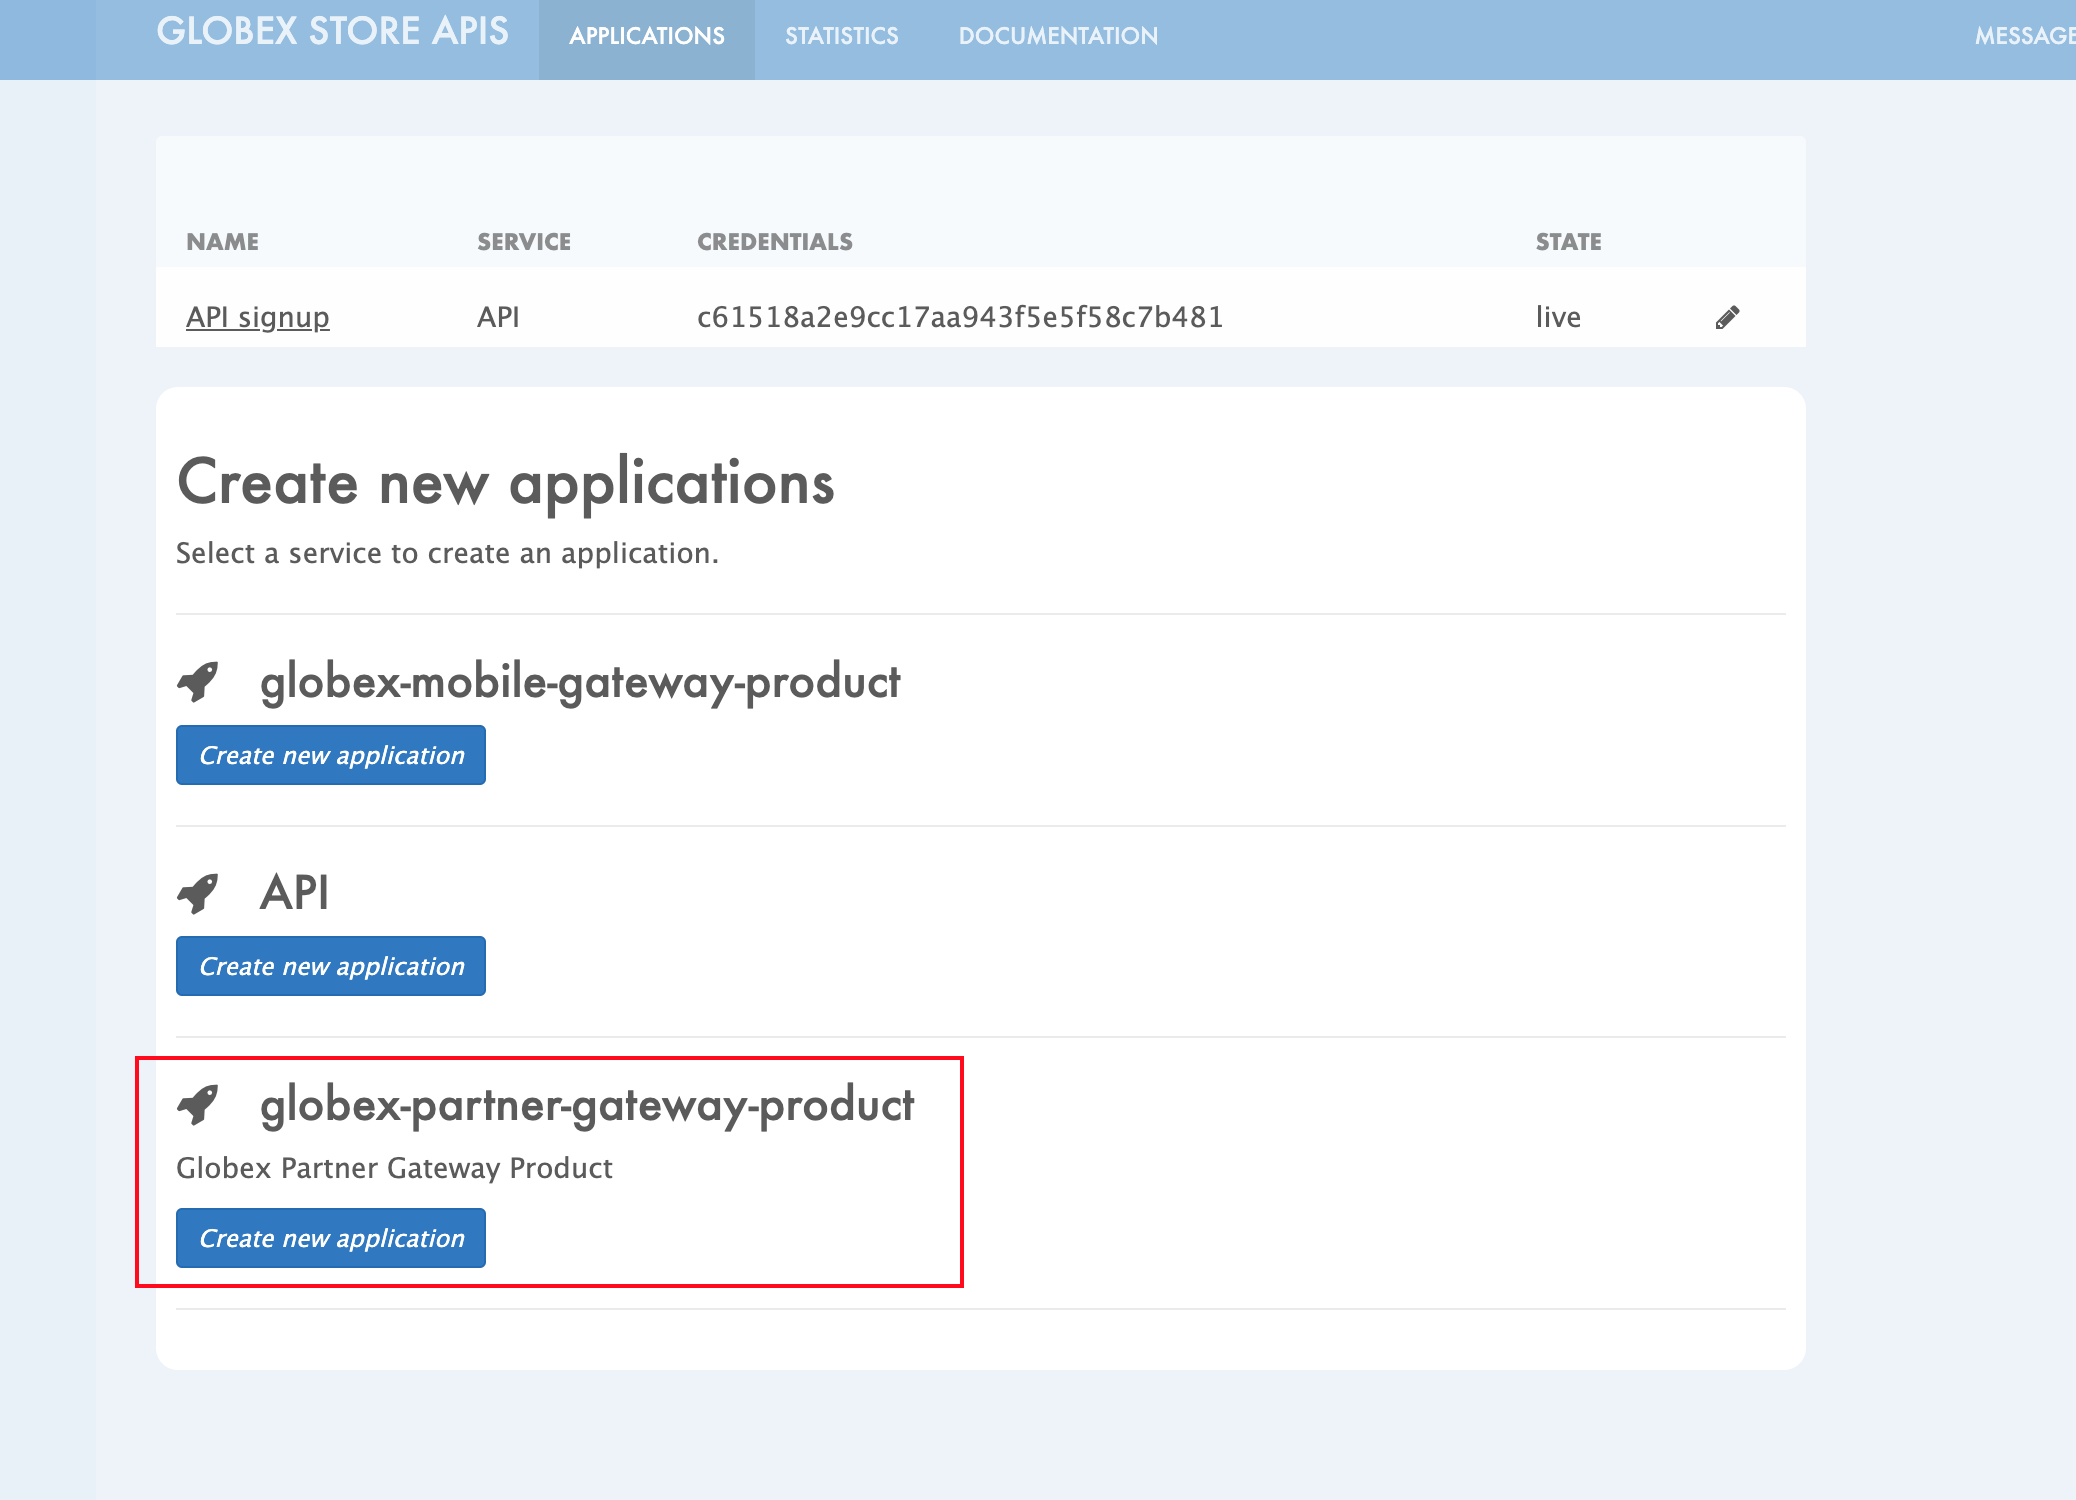 GLOBEX STORE APIS APPLICATIONS STATISTICS DOCUMENTATION MESSAGE
NAME SERVICE CREDENTIALS STATE
API signup API c61518a2e9cc17aa943f5e5f58c7b481 live
Create new applications
Select a service to create an application.
globex-mobile-gateway-product
Create new application
API
Create new application
globex-partner-gateway-product
Globex Partner Gateway Product
Create new application